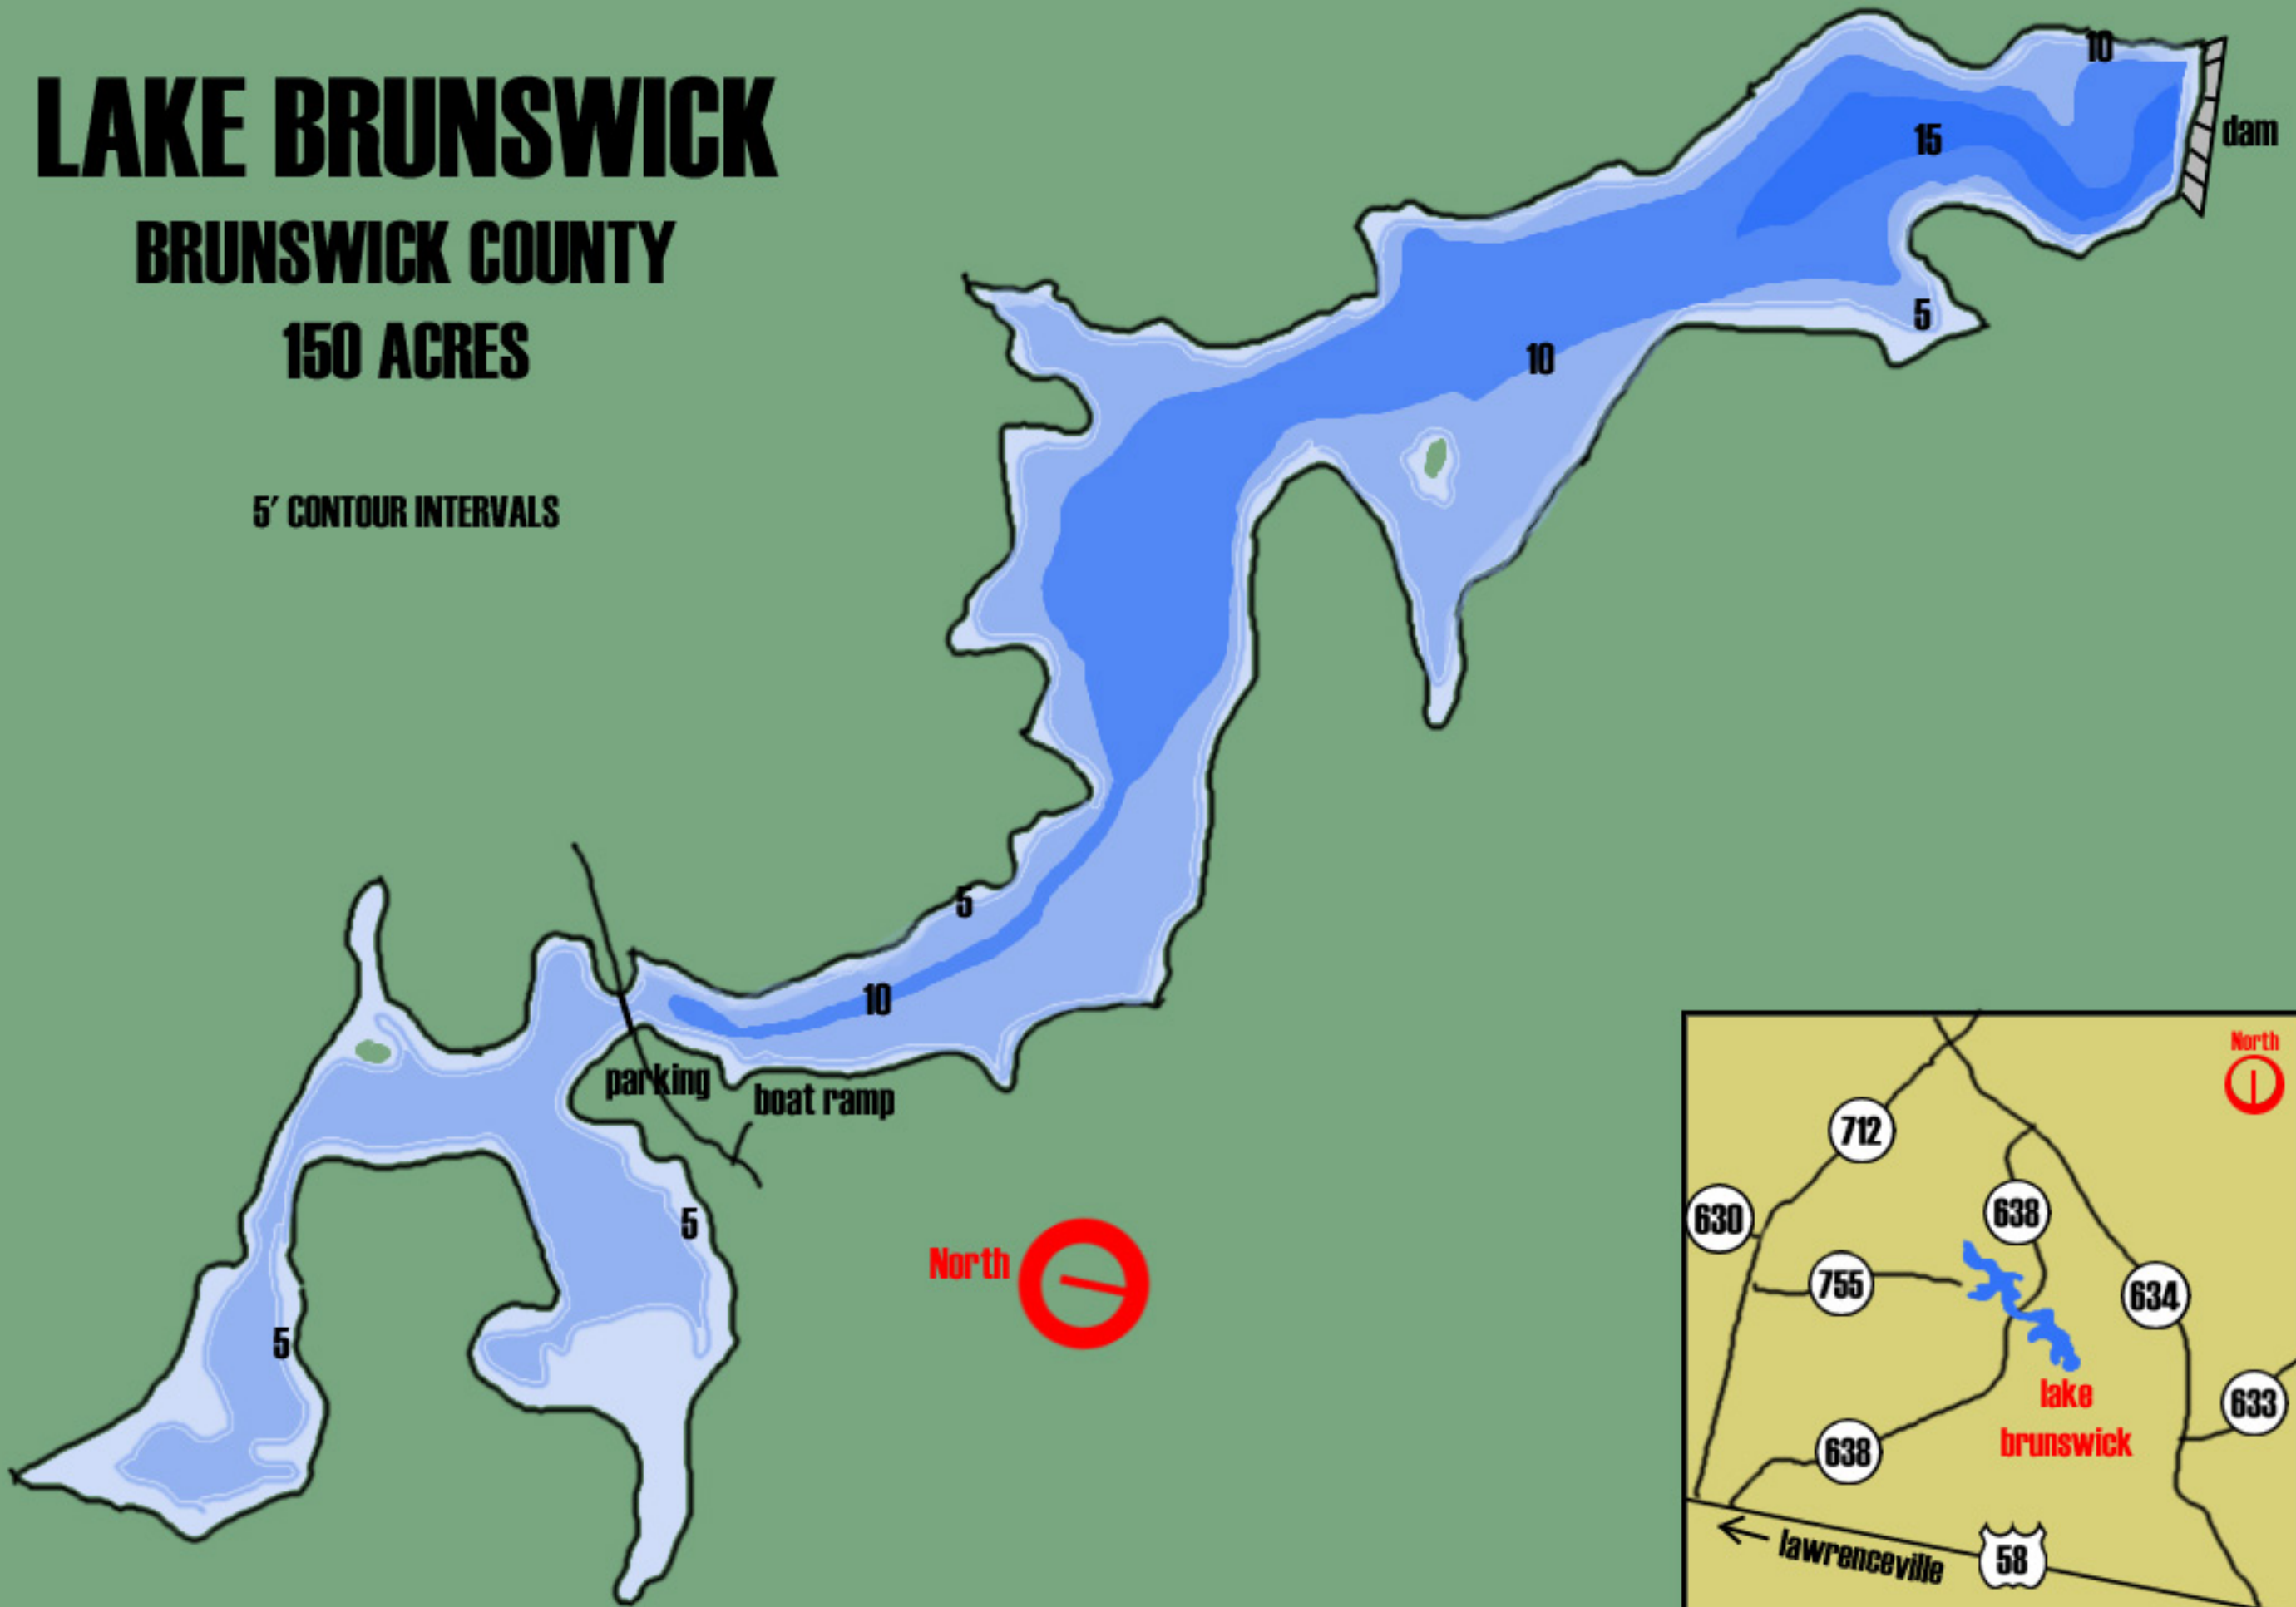 LAKE BRUNSWICK
BRUNSWICK COUNTY
150 ACRES
5' CONTOUR INTERVALS
10
15
dam
5
10
5
10
parking
boat ramp
5
5
North
North
712
630
638
755
634
lake
brunswick
633
638
lawrenceville
58